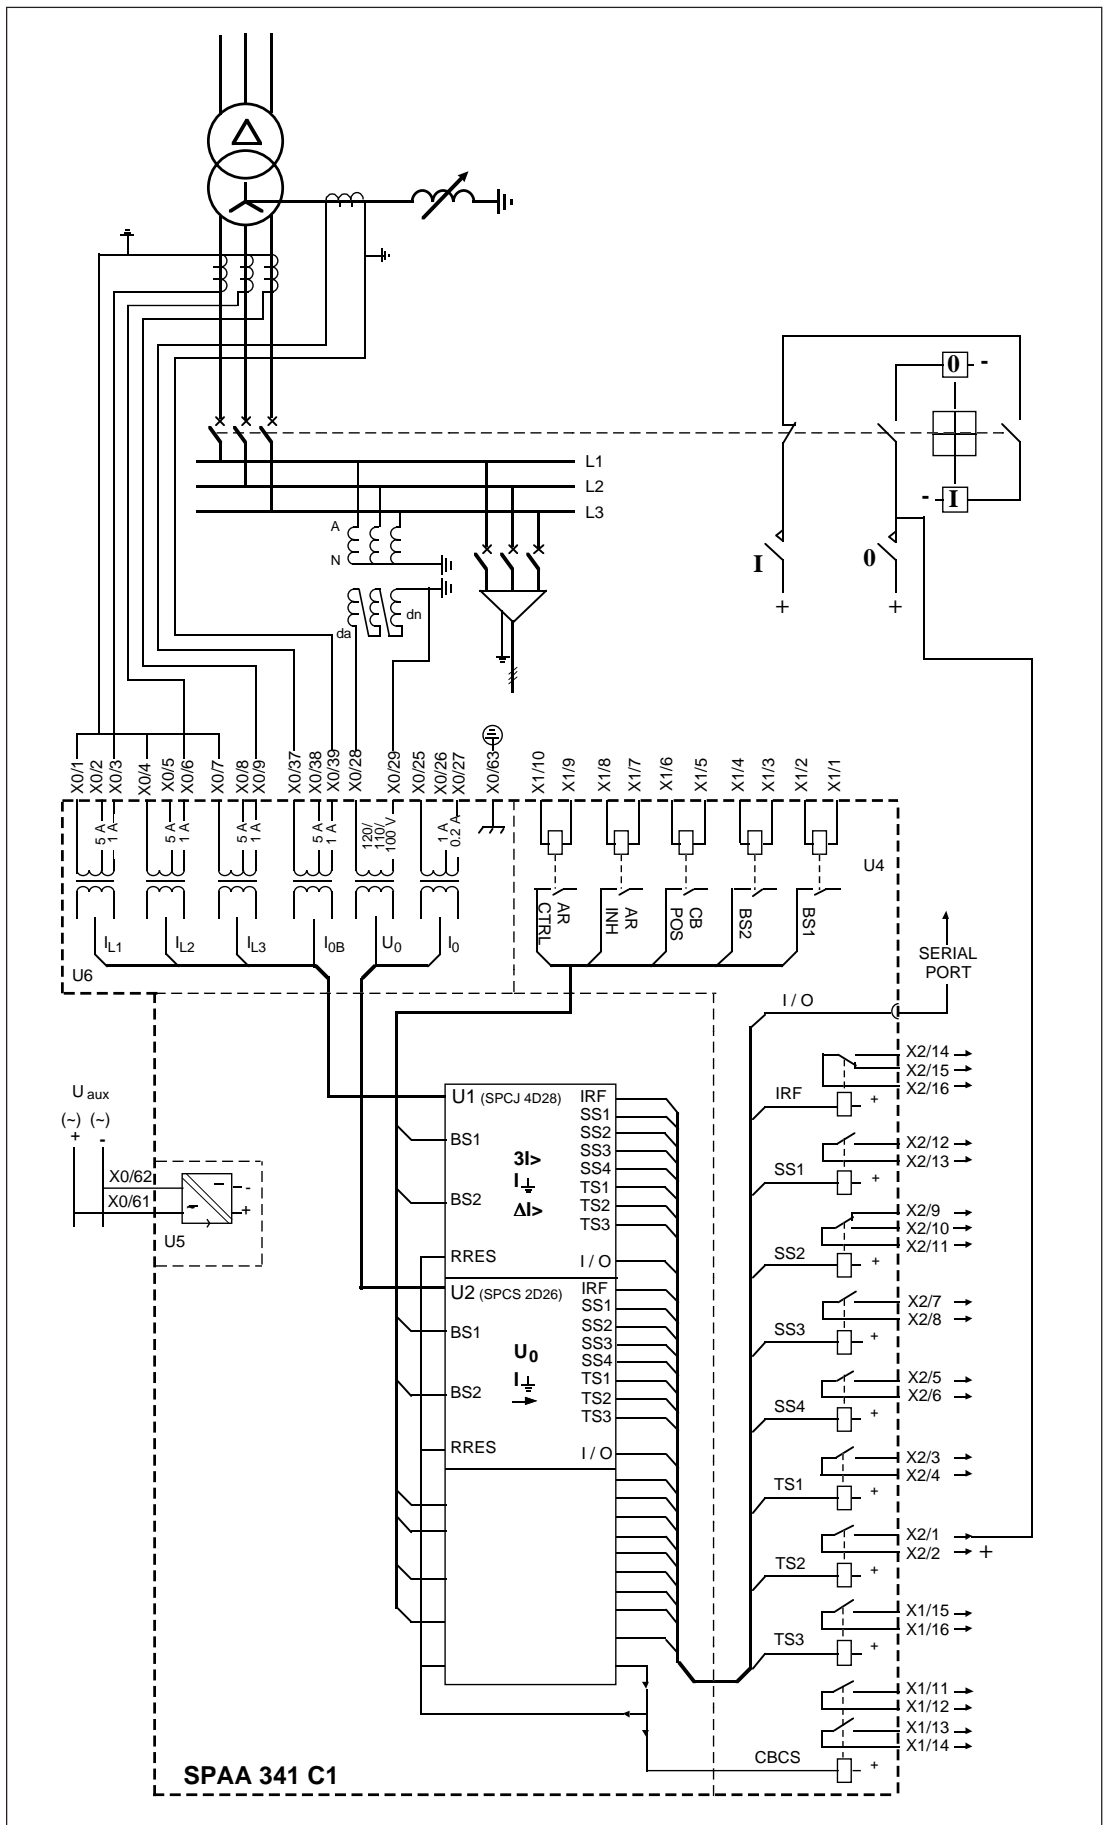 0 -
- I
L1
L2
L3
A
N
da
dn
I
0
+
+
X0/1
X0/2
X0/3
X0/4
X0/5
X0/6
X0/7
X0/8
X0/9
X0/37
X0/38
X0/39
X0/28
X0/29
X0/25
X0/26
X0/27
X0/63
X1/10
X1/9
X1/8
X1/7
X1/6
X1/5
X1/4
X1/3
X1/2
X1/1
5 A
1 A
5 A
1 A
5 A
1 A
5 A
1 A
120/
110/
100 V
1 A
0.2 A
U4
AR
CTRL
AR
INH
CB
POS
BS2
BS1
IL1
IL2
IL3
I0B
U0
I0
U6
SERIAL
PORT
I / O
X2/14
X2/15
X2/16
IRF
+
X2/12
X2/13
SS1
+
X2/9
X2/10
X2/11
SS2
+
X2/7
X2/8
SS3
+
X2/5
X2/6
SS4
+
X2/3
X2/4
TS1
+
X2/1
X2/2
+
TS2
+
X1/15
X1/16
TS3
+
X1/11
X1/12
X1/13
X1/14
CBCS
+
U aux
(~) (~)
+ -
X0/62
X0/61
U5
-
+
U1 (SPCJ 4D28)
IRF
SS1
BS1
SS2
SS3
3I>
SS4
I
TS1
BS2
ΔI>
TS2
TS3
RRES
I / O
U2 (SPCS 2D26)
IRF
SS1
BS1
SS2
SS3
U0
SS4
I
TS1
BS2
TS2
TS3
RRES
I / O
SPAA 341 C1